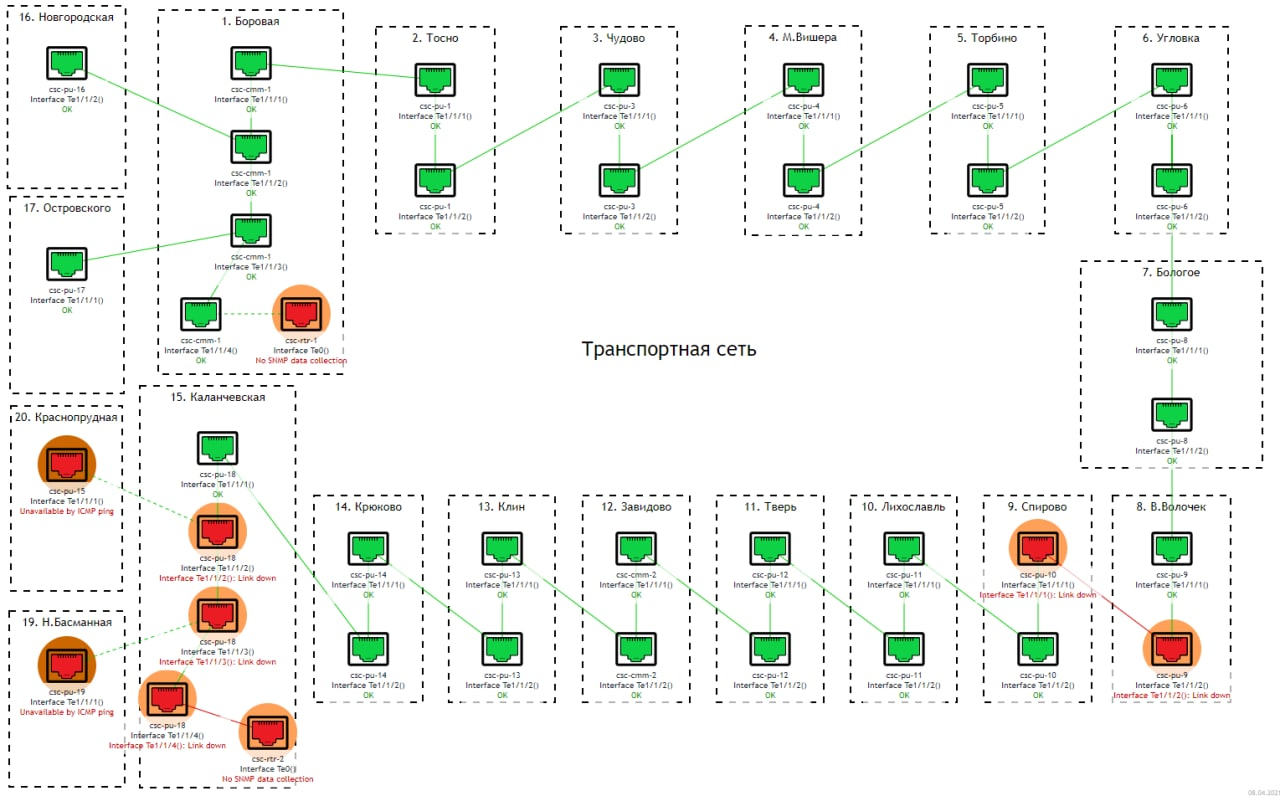 16. Новгородская
csc-pu-16
Interface Te1/1/2()
OK
1. Боровая
csc-cmm-1
Interface Te1/1/1()
OK
csc-cmm-1
Interface Te1/1/2()
OK
csc-cmm-1
Interface Te1/1/3()
OK
csc-cmm-1
Interface Te1/1/4()
OK
csc-rtr-1
Interface Te0()
No SNMP data collection
2. Тосно
csc-pu-1
Interface Te1/1/1()
OK
csc-pu-1
Interface Te1/1/2()
OK
3. Чудово
csc-pu-3
Interface Te1/1/1()
OK
csc-pu-3
Interface Te1/1/2()
OK
4. М.Вишера
csc-pu-4
Interface Te1/1/1()
OK
csc-pu-4
Interface Te1/1/2()
OK
5. Торбино
csc-pu-5
Interface Te1/1/1()
OK
csc-pu-5
Interface Te1/1/2()
OK
6. Угловка
csc-pu-6
Interface Te1/1/1()
OK
csc-pu-6
Interface Te1/1/2()
OK
17. Островского
csc-pu-17
Interface Te1/1/1()
OK
7. Бологое
csc-pu-8
Interface Te1/1/1()
OK
csc-pu-8
Interface Te1/1/2()
OK
Транспортная сеть
20. Краснопрудная
csc-pu-15
Interface Te1/1/1()
Unavailable by ICMP ping
15. Каланчевская
csc-pu-18
Interface Te1/1/1()
OK
csc-pu-18
Interface Te1/1/2()
Interface Te1/1/2(): Link down
csc-pu-18
Interface Te1/1/3()
Interface Te1/1/3(): Link down
csc-pu-18
Interface Te1/1/4()
Interface Te1/1/4(): Link down
csc-rtr-2
Interface Te0()
No SNMP data collection
14. Крюково
csc-pu-14
Interface Te1/1/1()
OK
csc-pu-14
Interface Te1/1/2()
OK
13. Клин
csc-pu-13
Interface Te1/1/1()
OK
csc-pu-13
Interface Te1/1/2()
OK
12. Завидово
csc-cmm-2
Interface Te1/1/1()
OK
csc-cmm-2
Interface Te1/1/2()
OK
11. Тверь
csc-pu-12
Interface Te1/1/1()
OK
csc-pu-12
Interface Te1/1/2()
OK
10. Лихославль
csc-pu-11
Interface Te1/1/1()
OK
csc-pu-11
Interface Te1/1/2()
OK
9. Спирово
csc-pu-10
Interface Te1/1/1()
Interface Te1/1/1(): Link down
csc-pu-10
Interface Te1/1/2()
OK
8. В.Волочек
csc-pu-9
Interface Te1/1/1()
OK
csc-pu-9
Interface Te1/1/2()
Interface Te1/1/2(): Link down
19. Н.Басманная
csc-pu-19
Interface Te1/1/1()
Unavailable by ICMP ping
08.04.2021